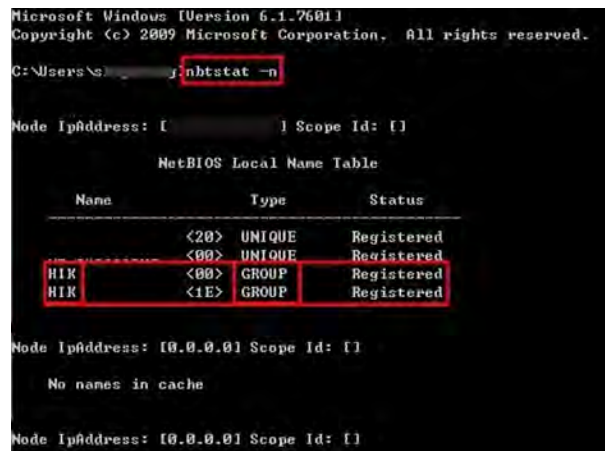 Microsoft Windows [Version 6.1.7601]
Copyright (c) 2009 Microsoft Corporation. All rights reserved.
C:\Users\s nbtstat -n
Node IpAddress: [ ] Scope Id: []
NetBIOS Local Name Table
Name Type Status
<20> UNIQUE Registered
<00> UNIQUE Registered
HIK <00> GROUP Registered
HIK <1E> GROUP Registered
Node IpAddress: [0.0.0.0] Scope Id: []
No names in cache
Node IpAddress: [0.0.0.0] Scope Id: []